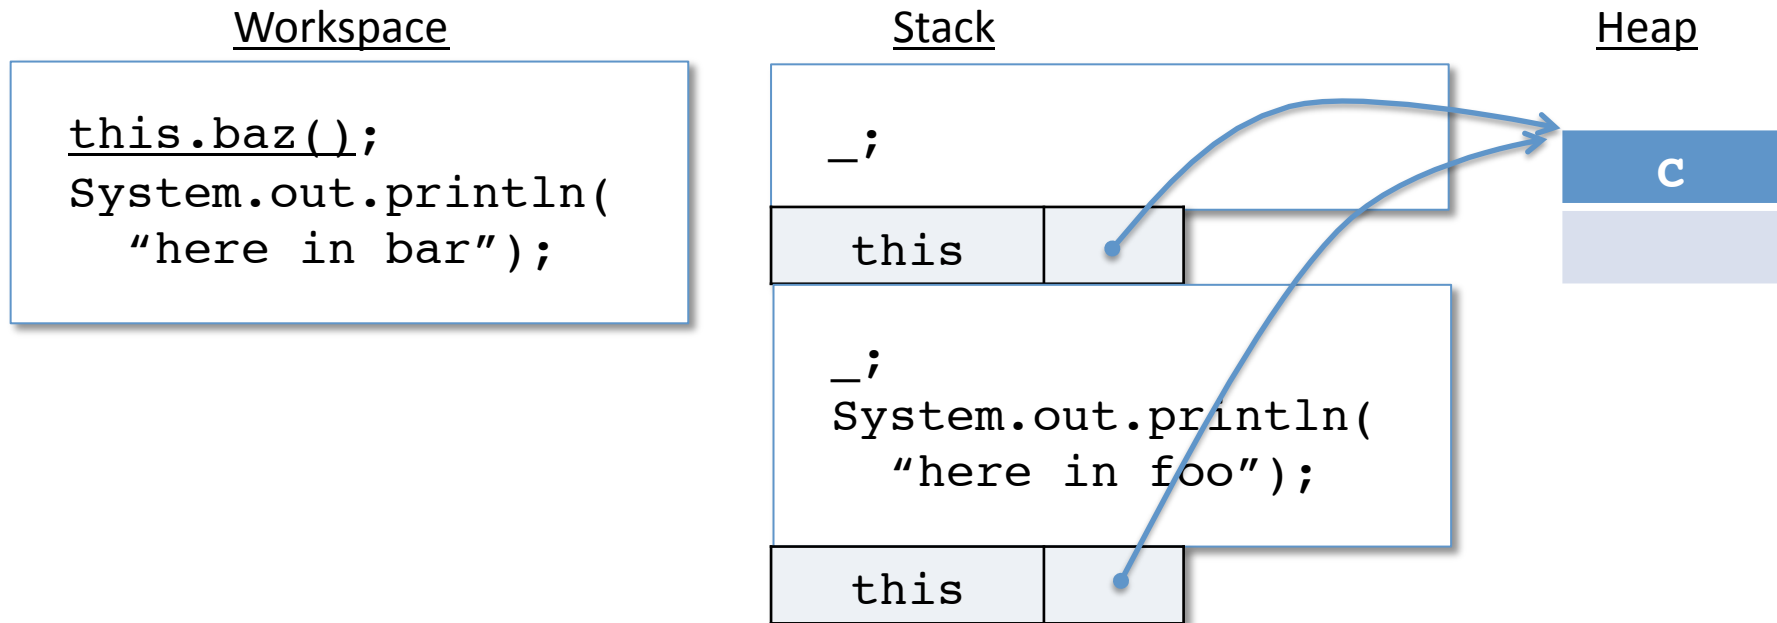 Workspace
Stack
Heap
this.baz();
System.out.println(
“here in bar”);
_;
this
_;
System.out.println(
“here in foo”);
this
C